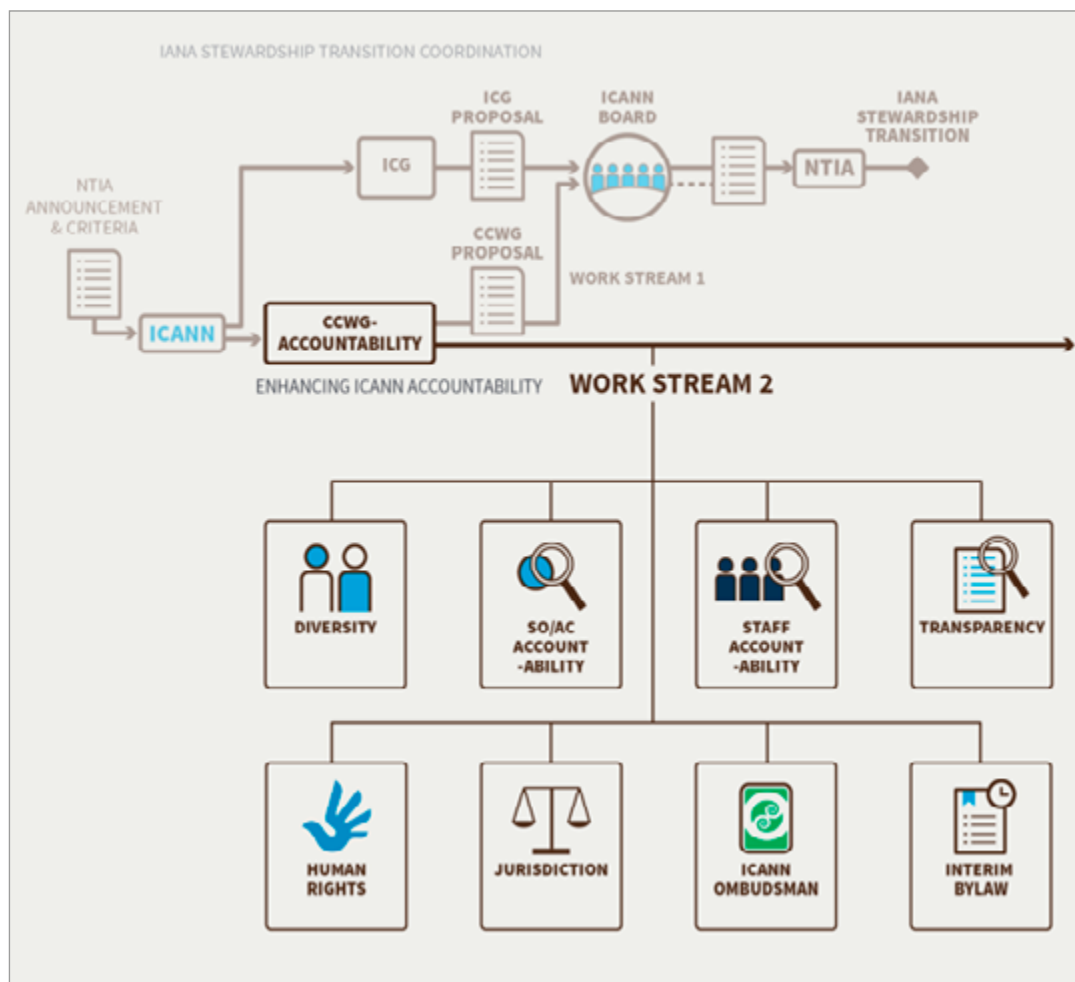 IANA STEWARDSHIP TRANSITION COORDINATION
ICG
PROPOSAL
ICANN
BOARD
IANA
STEWARDSHIP
TRANSITION
ICG
NTIA
NTIA
ANNOUNCEMENT
& CRITERIA
CCWG
PROPOSAL
WORK STREAM 1
ICANN
CCWG-
ACCOUNTABILITY
ENHANCING ICANN ACCOUNTABILITY
WORK STREAM 2
DIVERSITY
SO/AC
ACCOUNT
-ABILITY
STAFF
ACCOUNT
-ABILITY
TRANSPARENCY
HUMAN
RIGHTS
JURISDICTION
ICANN
OMBUDSMAN
INTERIM
BYLAW